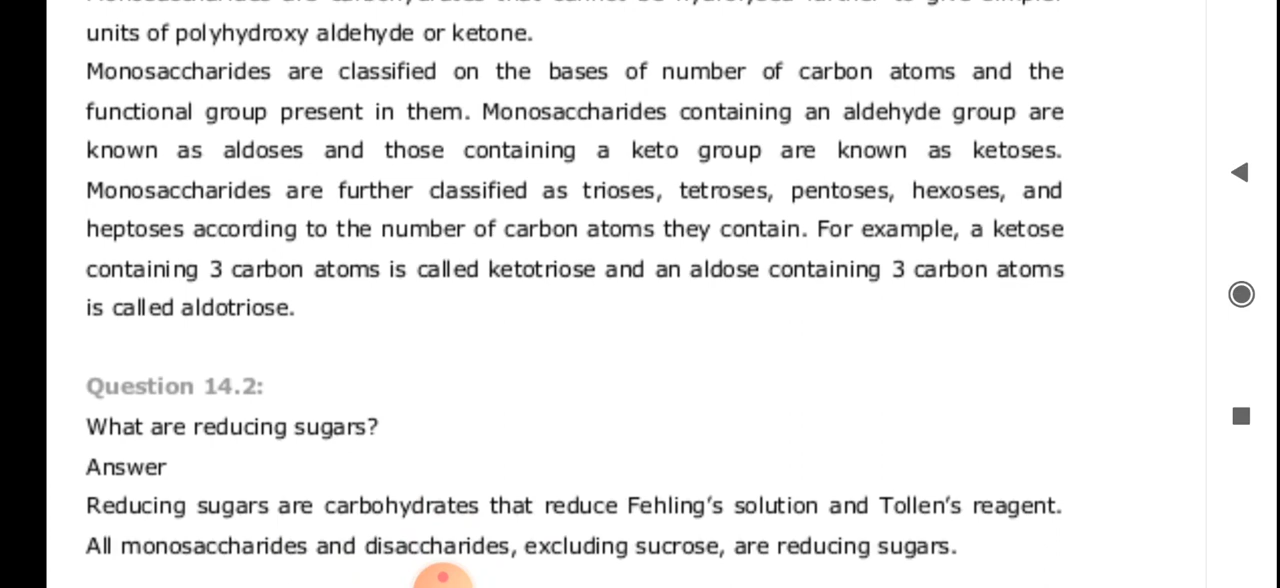 units of polyhydroxy aldehyde or ketone.
Monosaccharides are classified on the bases of number of carbon atoms and the
functional group present in them. Monosaccharides containing an aldehyde group are
known as aldoses and those containing a keto group are known as ketoses.
Monosaccharides are further classified as trioses, tetroses, pentoses, hexoses, and
heptoses according to the number of carbon atoms they contain. For example, a ketose
containing 3 carbon atoms is called ketotriose and an aldose containing 3 carbon atoms
is called aldotriose.
Question 14.2:
What are reducing sugars?
Answer
Reducing sugars are carbohydrates that reduce Fehling's solution and Tollen's reagent.
All monosaccharides and disaccharides, excluding sucrose, are reducing sugars.